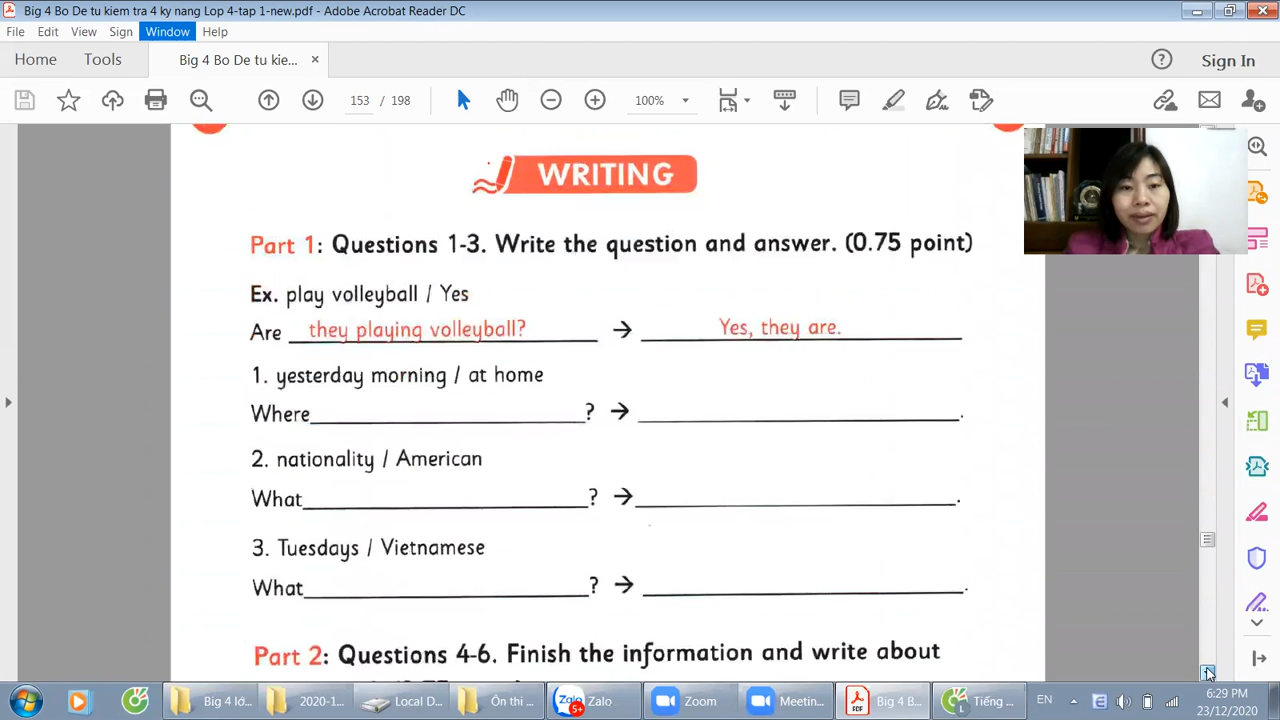 Big 4 Bo De tu kiem tra 4 ky nang Lop 4-tap 1-new.pdf - Adobe Acrobat Reader DC
File Edit View Sign Window Help
Home Tools Big 4 Bo De tu kie... × Sign In
153 / 198 100%
WRITING
Part 1: Questions 1-3. Write the question and answer. (0.75 point)
Ex. play volleyball / Yes
Are they playing volleyball? → Yes, they are.
1. yesterday morning / at home
Where ? → .
2. nationality / American
What ? → .
3. Tuesdays / Vietnamese
What ? → .
Part 2: Questions 4-6. Finish the information and write about
Big 4 ló... 2020-1... Local D... Ôn thi ... Zalo 5+ Zalo Zoom Meetin... PDF Big 4 B... L Tiếng ... EN 6:29 PM
23/12/2020